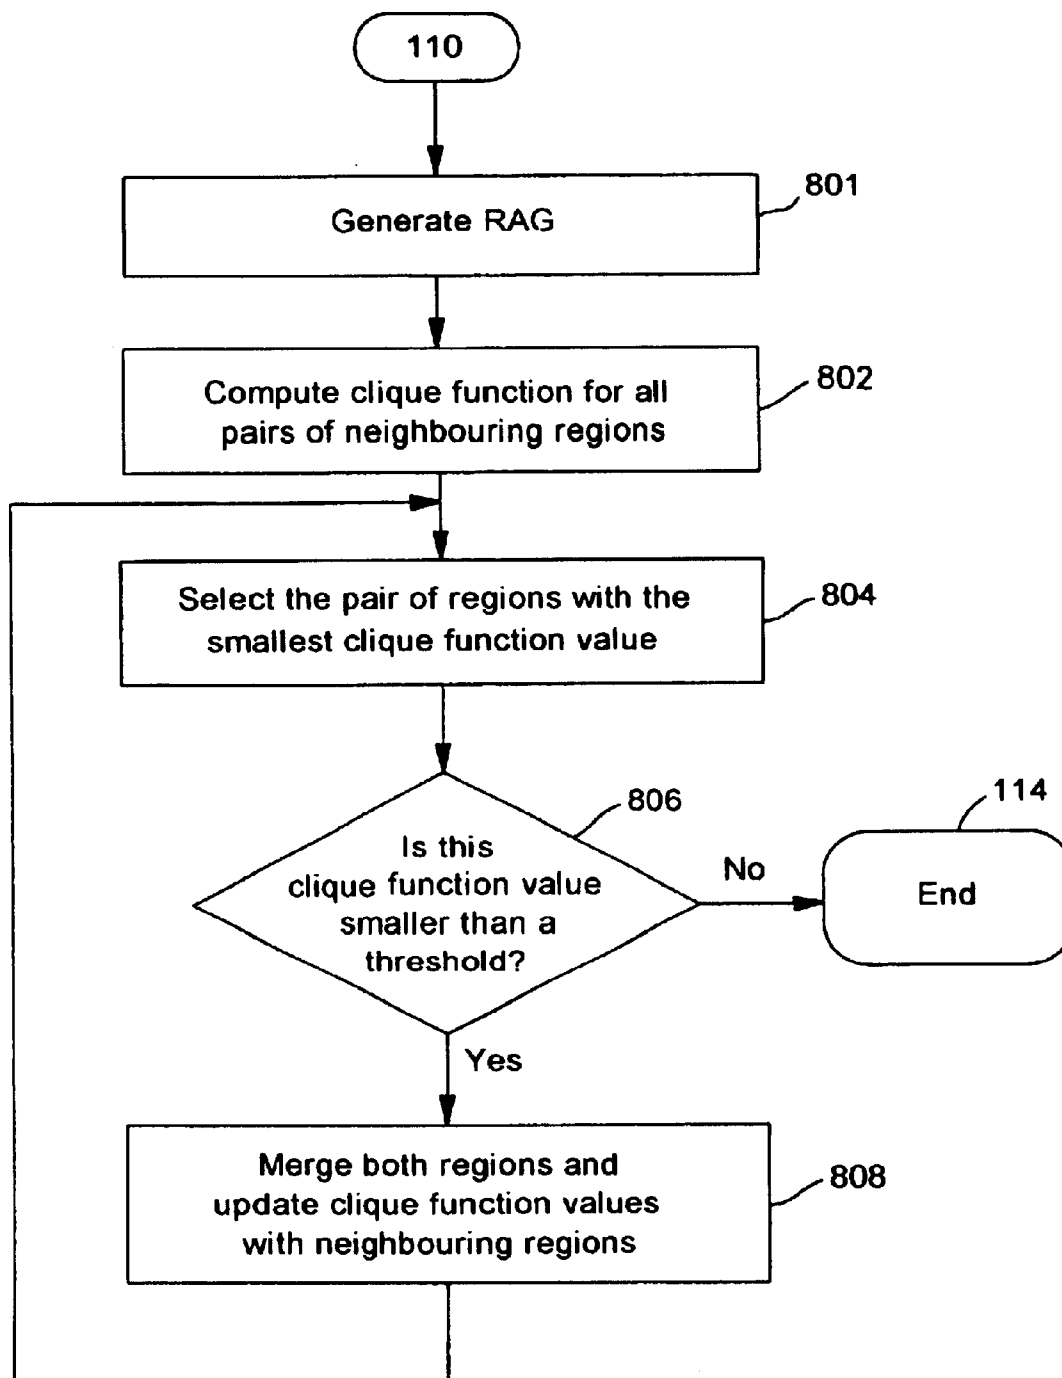 110
801
Generate RAG
802
Compute clique function for all
pairs of neighbouring regions
804
Select the pair of regions with the
smallest clique function value
806
114
Is this
clique function value
smaller than a
threshold?
No
End
Yes
Merge both regions and
update clique function values
with neighbouring regions
808